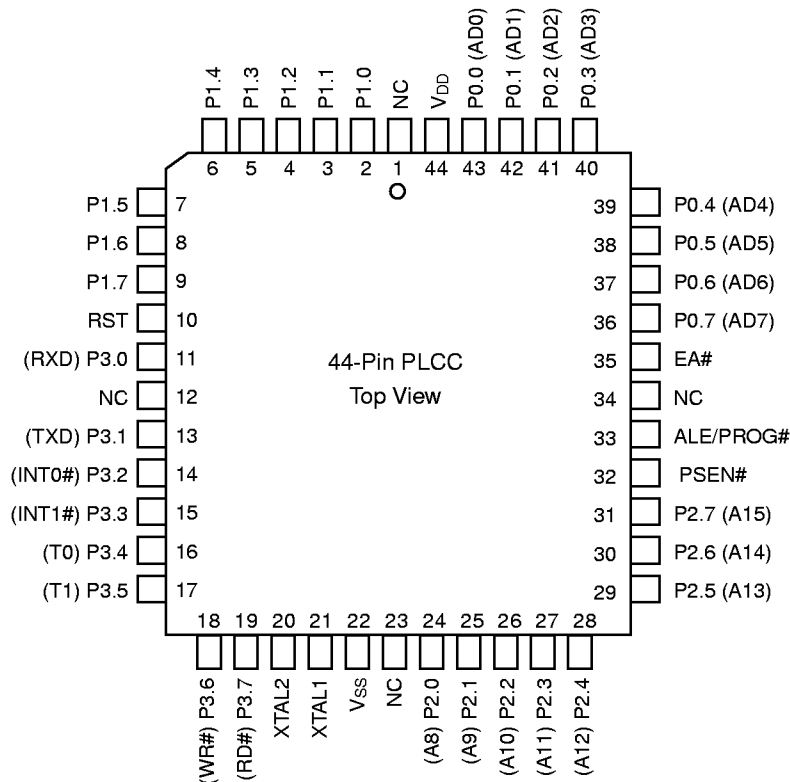 P1.4
P1.3
P1.2
P1.1
P1.0
NC
VDD
P0.0 (AD0)
P0.1 (AD1)
P0.2 (AD2)
P0.3 (AD3)
6
5
4
3
2
1
44
43
42
41
40
P1.5
7
39
P0.4 (AD4)
P1.6
8
38
P0.5 (AD5)
P1.7
9
37
P0.6 (AD6)
RST
10
36
P0.7 (AD7)
(RXD) P3.0
11
44-Pin PLCC
35
EA#
NC
12
Top View
34
NC
(TXD) P3.1
13
33
ALE/PROG#
(INT0#) P3.2
14
32
PSEN#
(INT1#) P3.3
15
31
P2.7 (A15)
(T0) P3.4
16
30
P2.6 (A14)
(T1) P3.5
17
29
P2.5 (A13)
18
19
20
21
22
23
24
25
26
27
28
(WR#) P3.6
(RD#) P3.7
XTAL2
XTAL1
VSS
NC
(A8) P2.0
(A9) P2.1
(A10) P2.2
(A11) P2.3
(A12) P2.4